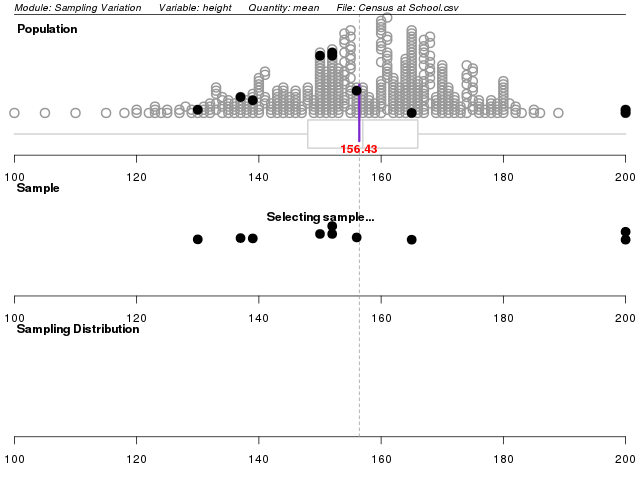 Module: Sampling Variation Variable: height Quantity: mean File: Census at School.csv
Population
156.43
100 120 140 160 180 200
Sample
Selecting sample...
100 120 140 160 180 200
Sampling Distribution
100 120 140 160 180 200